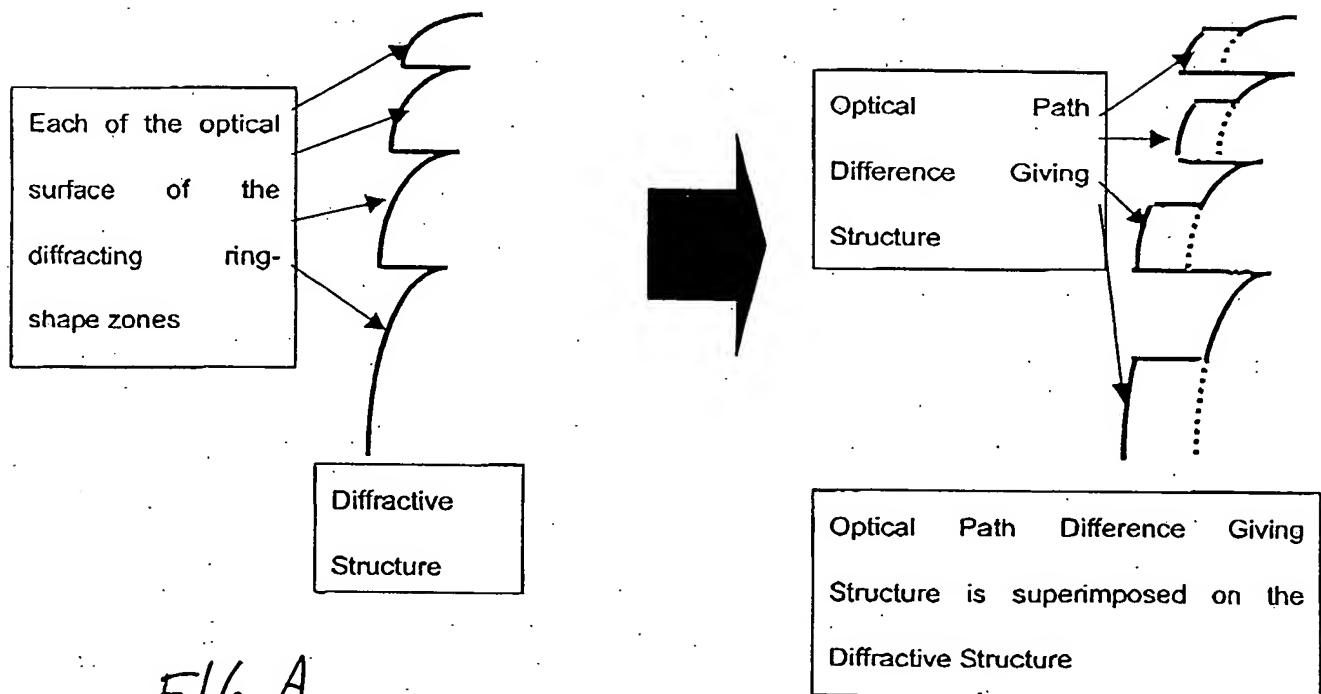 Each of the optical
surface of the
diffracting ring-
shape zones
Diffractive
Structure
Optical Path
Difference Giving
Structure
Optical Path Difference Giving
Structure is superimposed on the
Diffractive Structure
FIG. A